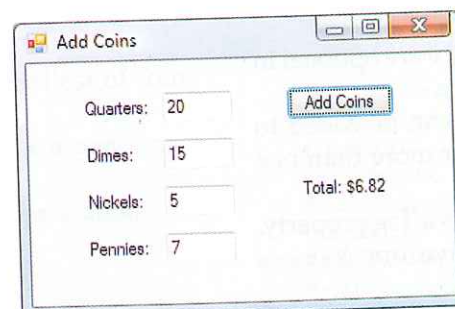 Add Coins
Quarters: 20 Add Coins
Dimes: 15
Total: $6.82
Nickels: 5
Pennies: 7